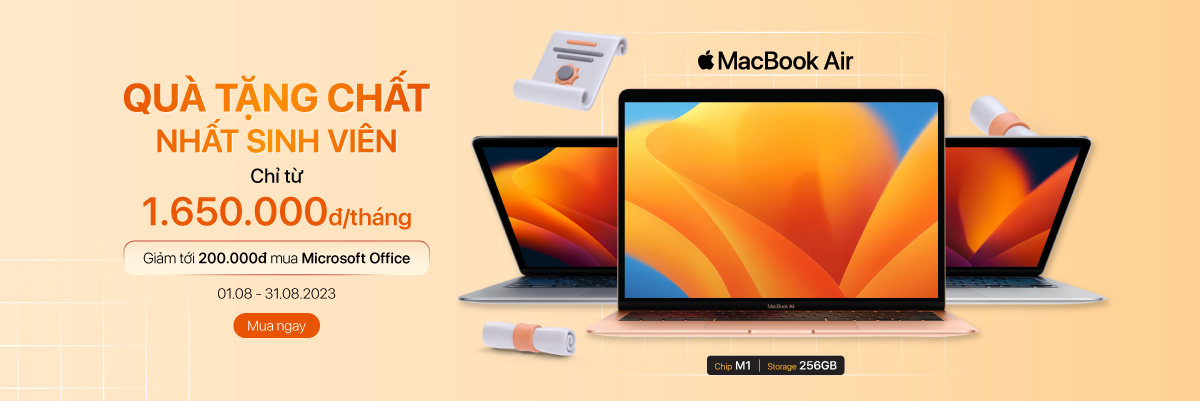 QUÀ TẶNG CHẤT
NHẤT SINH VIÊN
Chỉ từ
1.650.000đ/tháng
Giảm tới 200.000đ mua Microsoft Office
01.08 - 31.08.2023
Mua ngay
MacBook Air
MacBook Air
Chip M1 | Storage 256GB